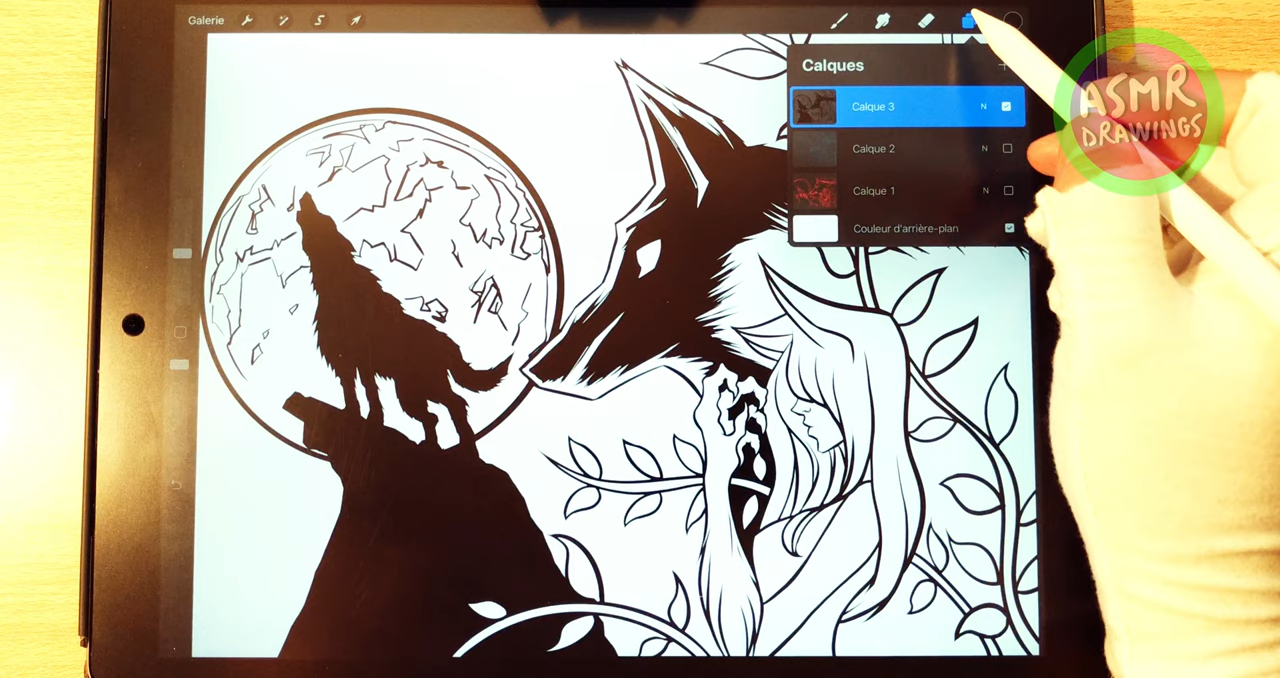 Galerie
Calques
Calque 3
N
Calque 2
N
Calque 1
N
Couleur d'arrière-plan
ASMR
DRAWINGS